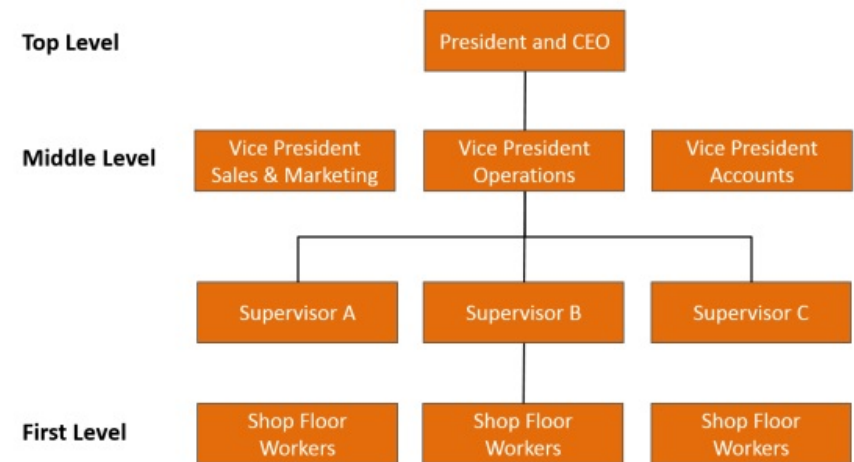 Top Level
President and CEO
Middle Level
Vice President
Sales & Marketing
Vice President
Operations
Vice President
Accounts
Supervisor A
Supervisor B
Supervisor C
First Level
Shop Floor
Workers
Shop Floor
Workers
Shop Floor
Workers